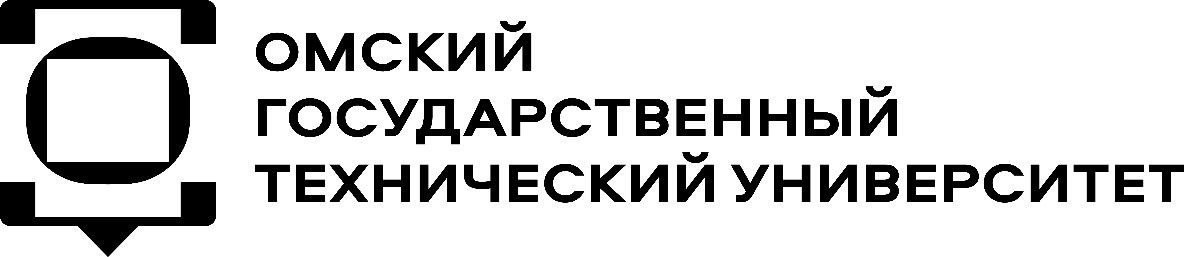 ОМСКИЙ
ГОСУДАРСТВЕННЫЙ
ТЕХНИЧЕСКИЙ УНИВЕРСИТЕТ